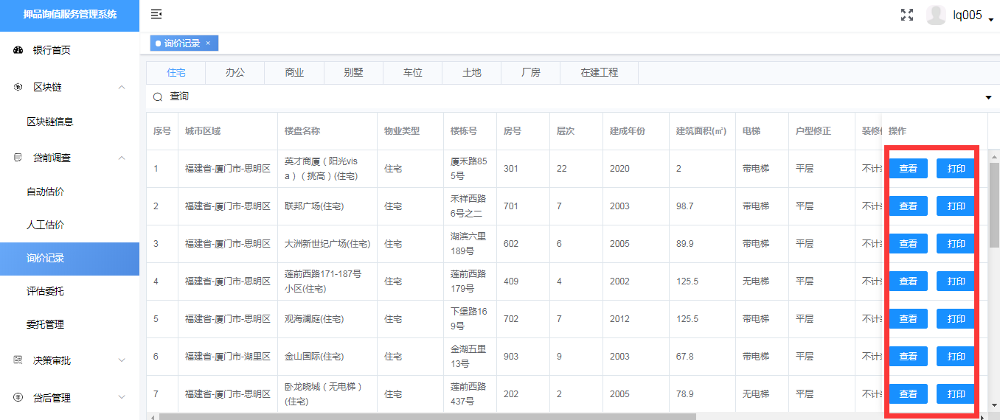 押品询值服务管理系统
lq005
银行首页
区块链
区块链信息
贷前调查
自动估价
人工估价
询价记录
评估委托
委托管理
决策审批
贷后管理
询价记录 ×
住宅 办公 商业 别墅 车位 土地 厂房 在建工程
查询
序号 城市区域 楼盘名称 物业类型 楼栋号 房号 层次 建成年份 建筑面积(㎡) 电梯 户型修正 装修 操作
1 福建省-厦门市-思明区 英才商厦（阳光vis 住宅 厦禾路85 301 22 2020 2 带电梯 平层 不计 查看 打印
a）（挑高）(住宅) 5号
2 福建省-厦门市-思明区 联邦广场(住宅) 住宅 禾祥西路 701 7 2003 98.7 带电梯 平层 不计 查看 打印
6号之二
3 福建省-厦门市-思明区 大洲新世纪广场(住宅) 住宅 湖滨六里 602 6 2005 89.9 带电梯 平层 不计 查看 打印
189号
4 福建省-厦门市-思明区 莲前西路171-187号 住宅 莲前西路 409 4 2002 125.5 无电梯 平层 不计 查看 打印
小区(住宅) 179号
5 福建省-厦门市-思明区 观海澜庭(住宅) 住宅 下堡路16 702 7 2012 125.5 带电梯 平层 不计 查看 打印
9号
6 福建省-厦门市-湖里区 金山国际(住宅) 住宅 金湖五里 903 9 2003 67.8 带电梯 平层 不计 查看 打印
13号
7 福建省-厦门市-思明区 卧龙晓城（无电梯） 住宅 莲前西路 202 2 2005 78.9 无电梯 平层 不计 查看 打印
(住宅) 437号